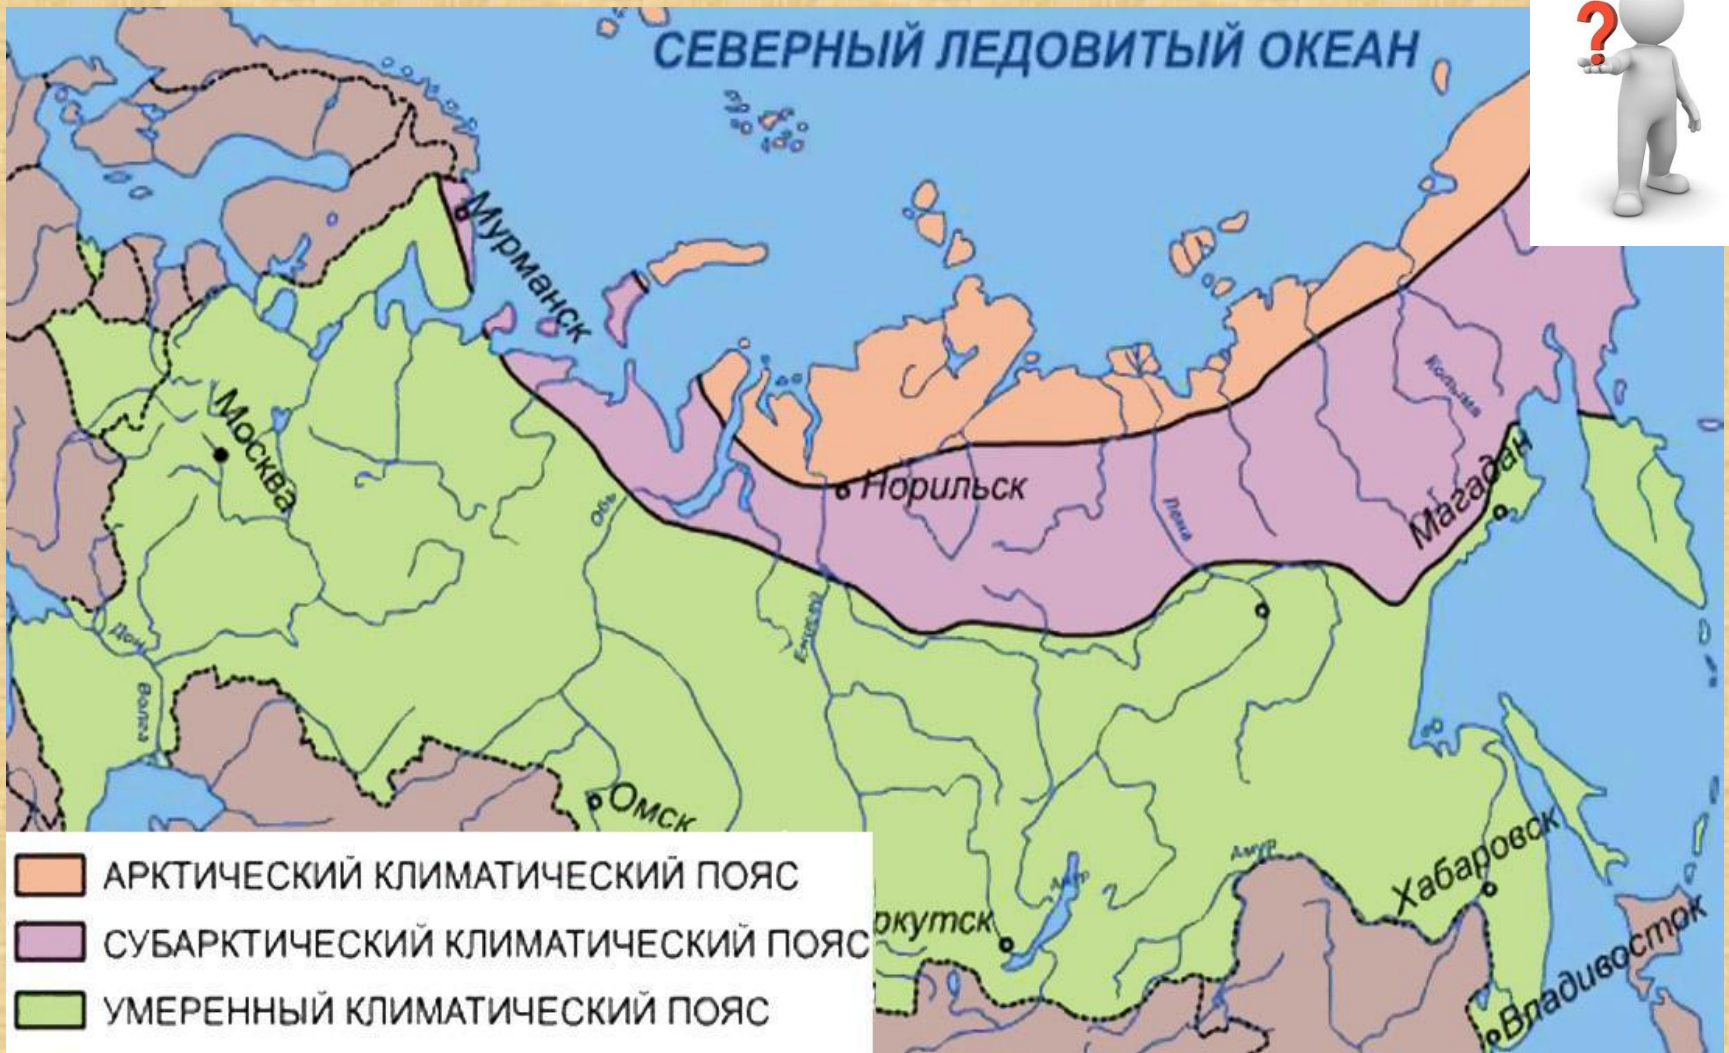 СЕВЕРНЫЙ ЛЕДОВИТЫЙ ОКЕАН
?
Мурманск
Москва
Колыма
Магадан
Норильск
Обь
Лена
Енисей
Дон
Волга
Омск
Амур
Хабаровск
ркутск
Владивосток
АРКТИЧЕСКИЙ КЛИМАТИЧЕСКИЙ ПОЯС
СУБАРКТИЧЕСКИЙ КЛИМАТИЧЕСКИЙ ПОЯС
УМЕРЕННЫЙ КЛИМАТИЧЕСКИЙ ПОЯС